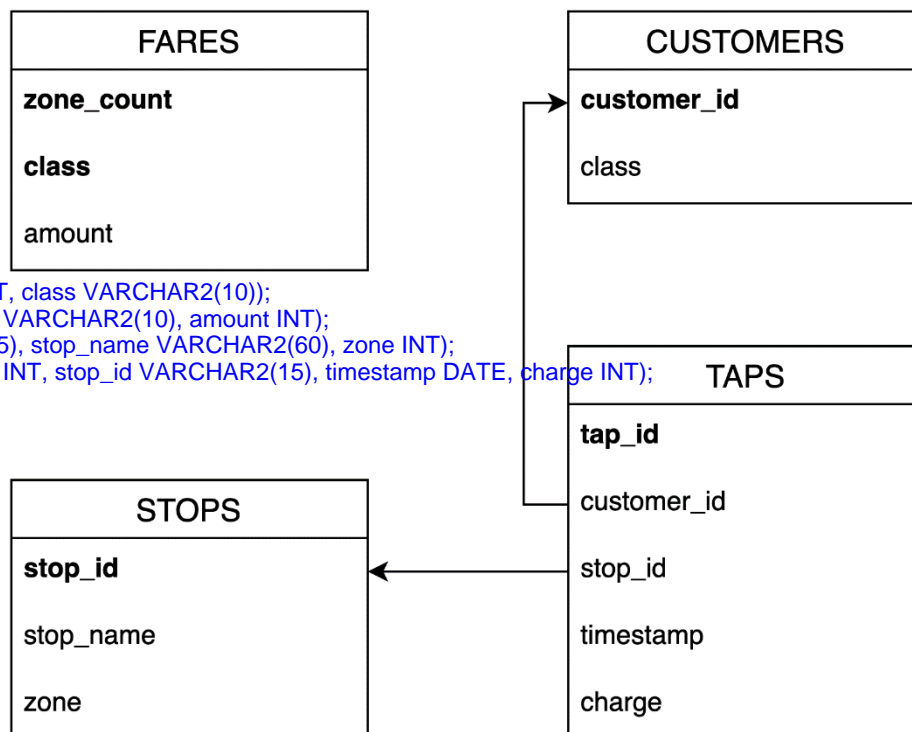 FARES
zone_count
class
amount
CUSTOMERS
customer_id
class
T, class VARCHAR2(10));
VARCHAR2(10), amount INT);
5), stop_name VARCHAR2(60), zone INT);
INT, stop_id VARCHAR2(15), timestamp DATE, charge INT);
TAPS
tap_id
customer_id
stop_id
timestamp
charge
STOPS
stop_id
stop_name
zone